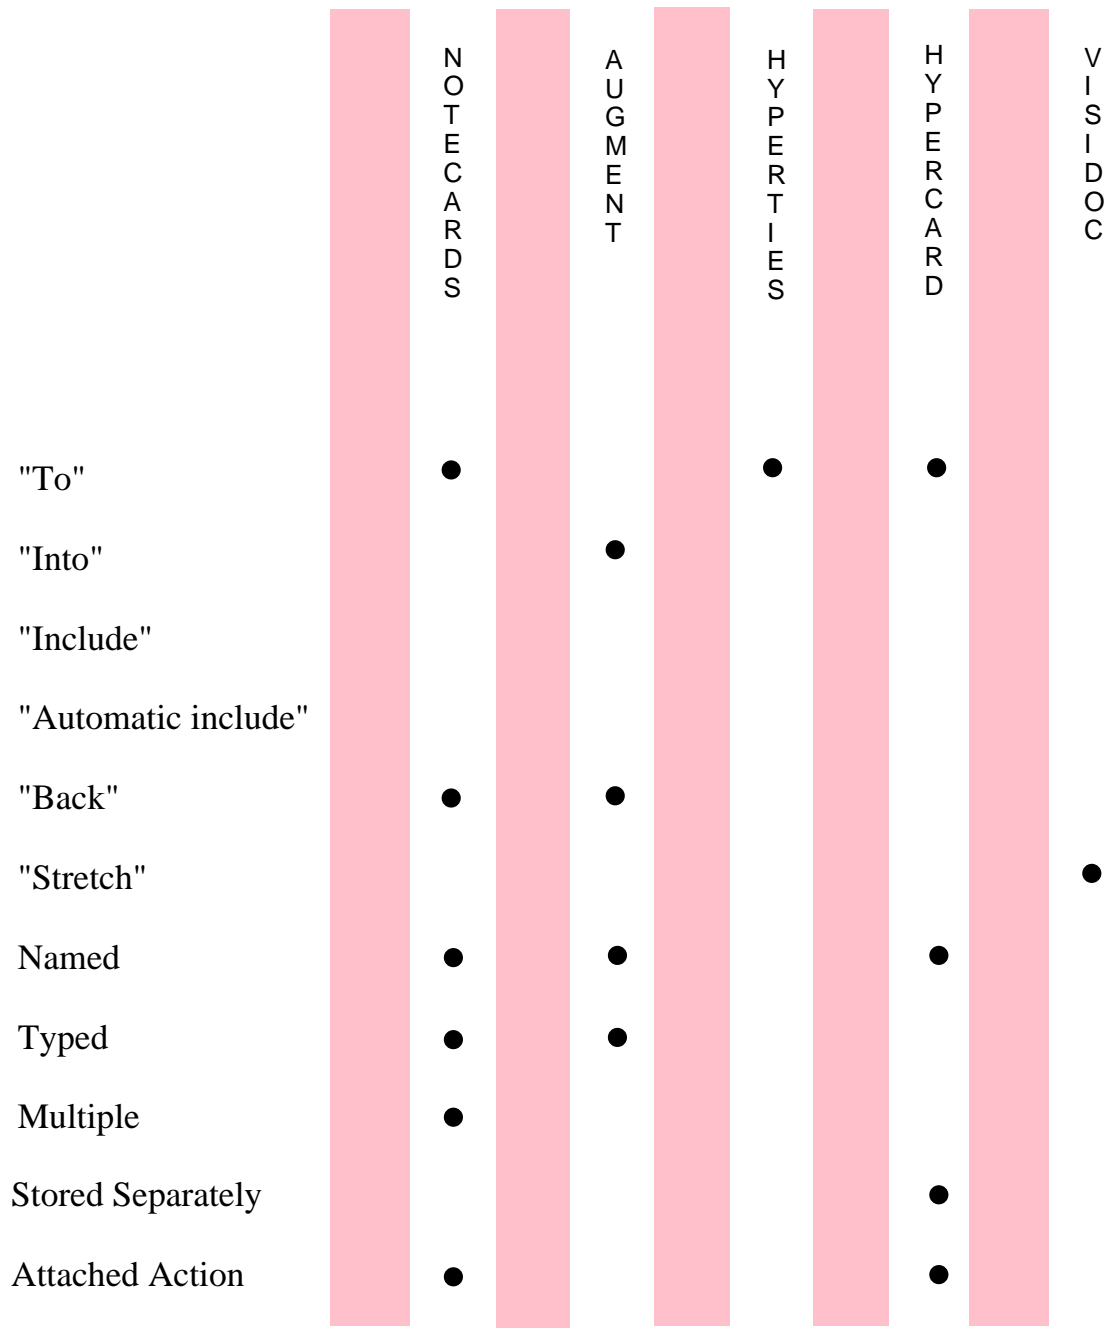 NOTECARDS
AUGMENT
HYPERTIES
HYPERCARD
VISIDOC
"To"
"Into"
"Include"
"Automatic include"
"Back"
"Stretch"
Named
Typed
Multiple
Stored Separately
Attached Action